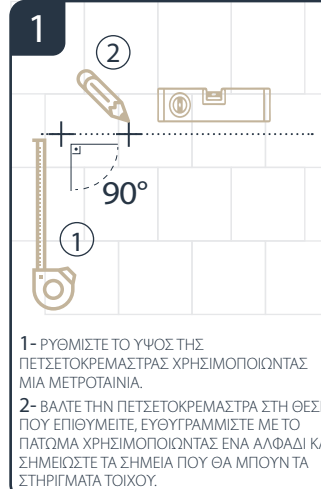 1
2
90°
1
1- ΡΥΘΜΙΣΤΕ ΤΟ ΥΨΟΣ ΤΗΣ
ΠΕΤΣΕΤΟΚΡΕΜΑΣΤΡΑΣ ΧΡΗΣΙΜΟΠΟΙΩΝΤΑΣ
ΜΙΑ ΜΕΤΡΟΤΑΙΝΙΑ.
2- ΒΑΛΤΕ ΤΗΝ ΠΕΤΣΕΤΟΚΡΕΜΑΣΤΡΑ ΣΤΗ ΘΕΣΗ
ΠΟΥ ΕΠΙΘΥΜΕΙΤΕ, ΕΥΘΥΓΡΑΜΜΙΣΤΕ ΜΕ ΤΟ
ΠΑΤΩΜΑ ΧΡΗΣΙΜΟΠΟΙΩΝΤΑΣ ΕΝΑ ΑΛΦΑΔΙ
ΣΗΜΕΙΩΣΤΕ ΤΑ ΣΗΜΕΙΑ ΠΟΥ ΘΑ ΜΠΟΥΝ ΤΑ
ΣΤΗΡΙΓΜΑΤΑ ΤΟΙΧΟΥ.